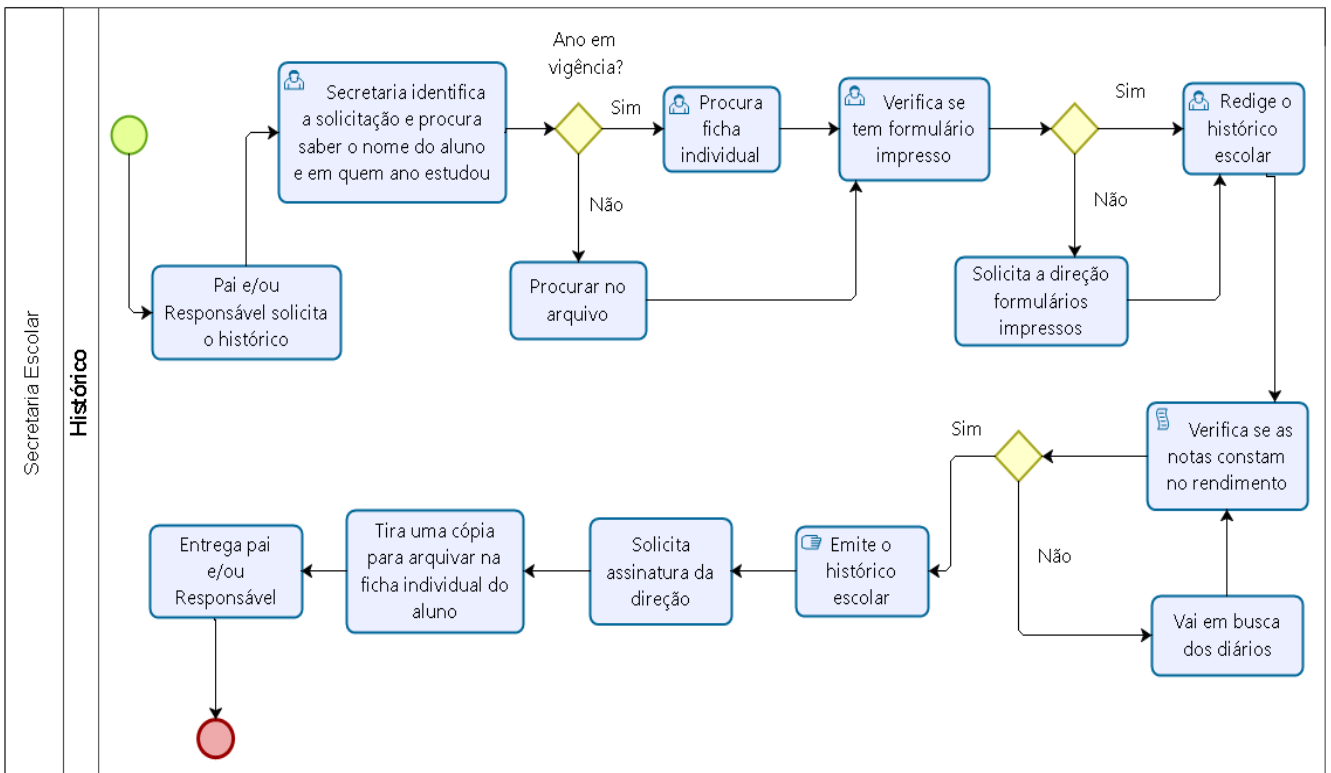 Secretaria Escolar
Histórico
Pai e/ou
Responsável solicita
o histórico
Secretaria identifica
a solicitação e procura
saber o nome do aluno
e em quem ano estudou
Ano em
vigência?
Sim
Não
Procura
ficha
individual
Procurar no
arquivo
Verifica se
tem formulário
impresso
Sim
Não
Solicita a direção
formulários
impressos
Redige o
histórico
escolar
Verifica se as
notas constam
no rendimento
Sim
Não
Vai em busca
dos diários
Emite o
histórico
escolar
Solicita
assinatura da
direção
Tira uma cópia
para arquivar na
ficha individual do
aluno
Entrega pai
e/ou
Responsável